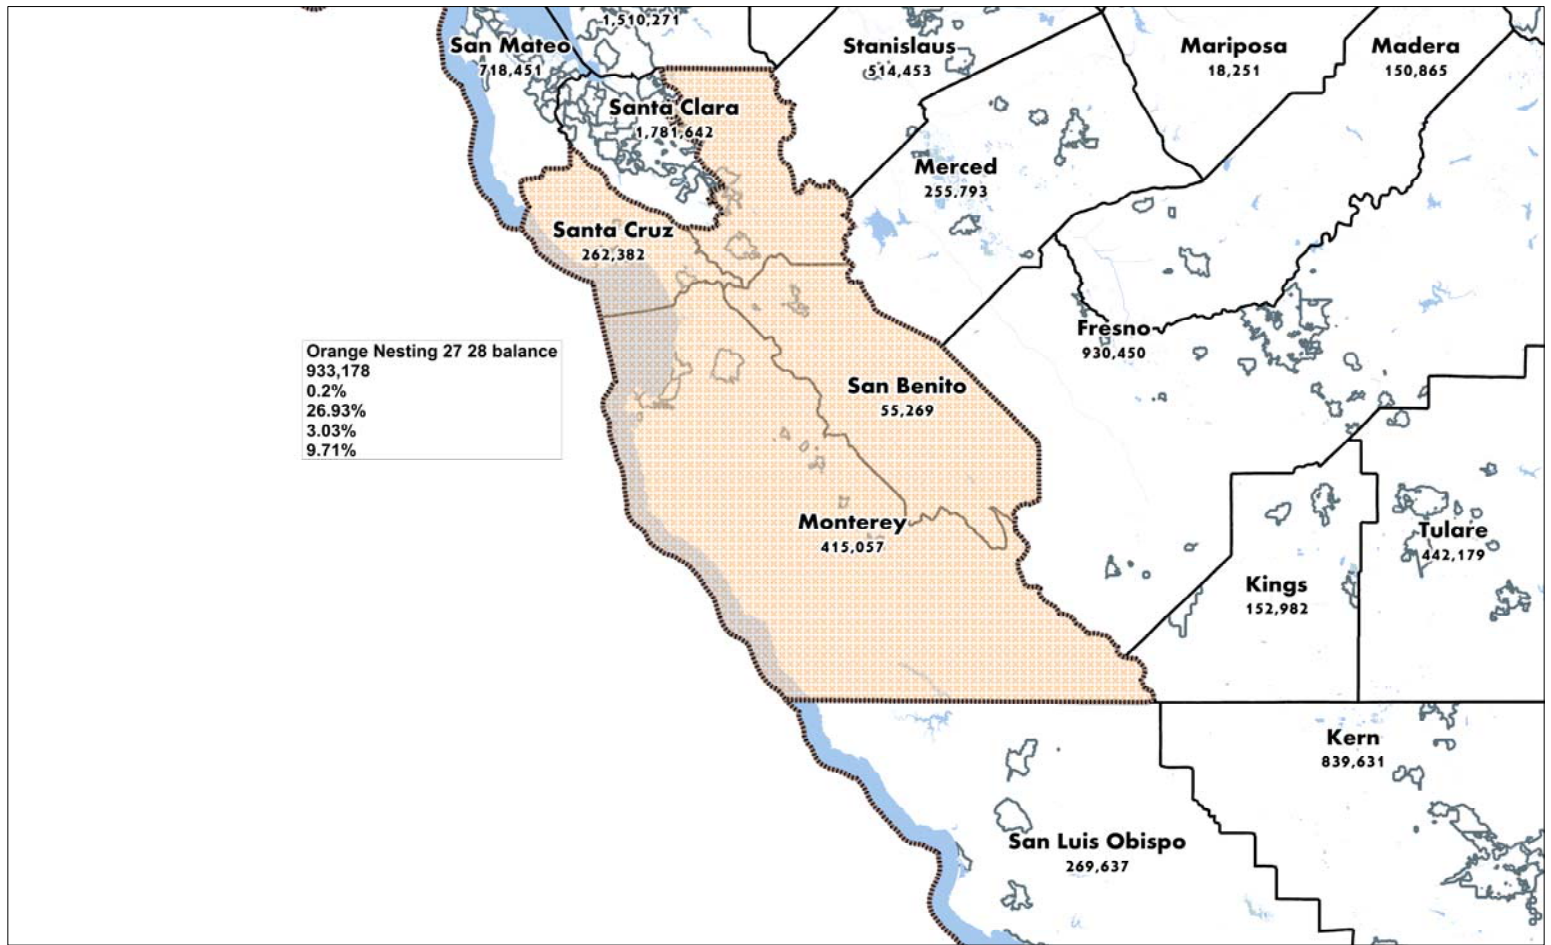 1,510,271
San Mateo
718,451
Stanislaus
514,453
Mariposa
18,251
Madera
150,865
Santa Clara
1,781,642
Merced
255,793
Santa Cruz
262,382
Fresno
930,450
Orange Nesting 27 28 balance
933,178
0.2%
26.93%
3.03%
9.71%
San Benito
55,269
Monterey
415,057
Tulare
442,179
Kings
152,982
Kern
839,631
San Luis Obispo
269,637